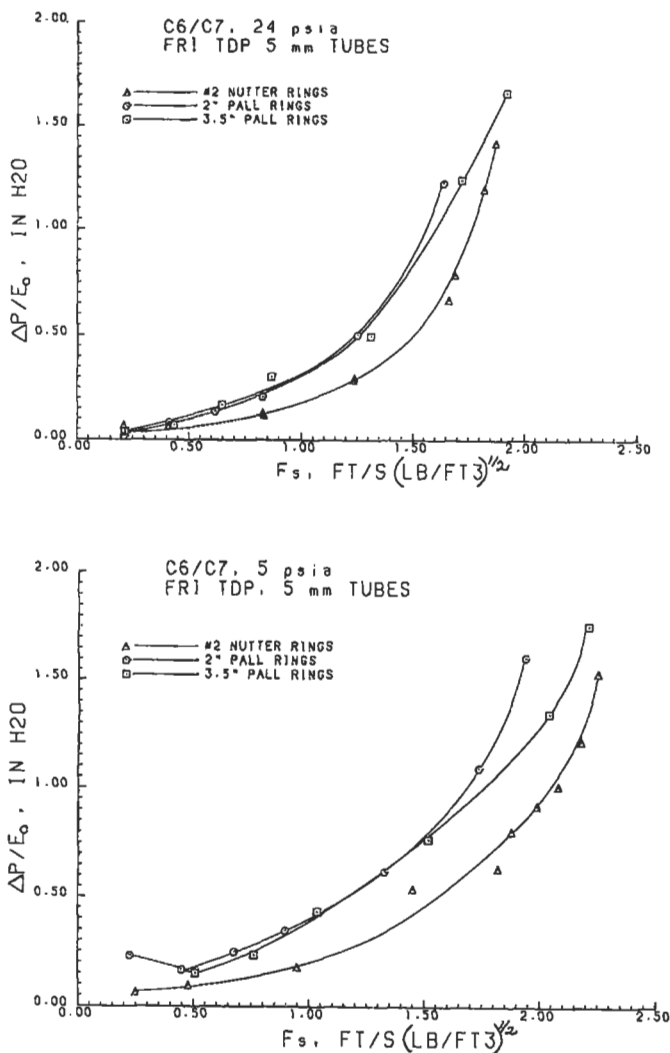 C6/C7, 24 psia
FRI TDP 5 mm TUBES
#2 NUTTER RINGS
2" PALL RINGS
3.5" PALL RINGS
ΔP/E₀ , IN H2O
2.00
1.50
1.00
0.50
0.00
0.00 0.50 1.00 1.50 2.00 2.50
Fs, FT/S(LB/FT3)^1/2
C6/C7, 5 psia
FRI TDP, 5 mm TUBES
#2 NUTTER RINGS
2" PALL RINGS
3.5" PALL RINGS
ΔP/E₀ , IN H2O
2.00
1.50
1.00
0.50
0.00
0.00 0.50 1.00 1.50 2.00 2.50
Fs, FT/S(LB/FT3)^1/2